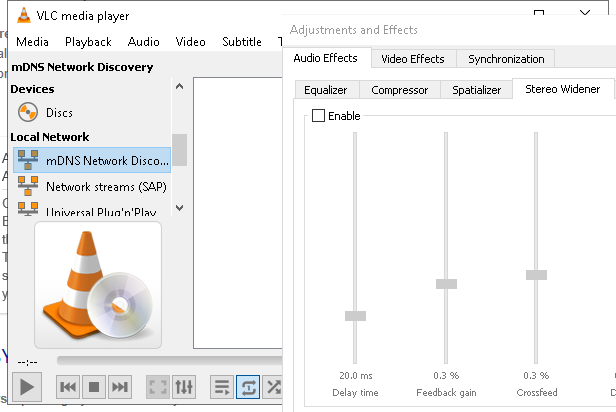 VLC media player
Media Playback Audio Video Subtitle T
mDNS Network Discovery
Devices
Discs
Local Network
mDNS Network Disco...
Network streams (SAP)
Universal Plug'n'Play
--:--
Adjustments and Effects
Audio Effects Video Effects Synchronization
Equalizer Compressor Spatializer Stereo Widener
Enable
20.0 ms 0.3 % 0.3 %
Delay time Feedback gain Crossfeed D